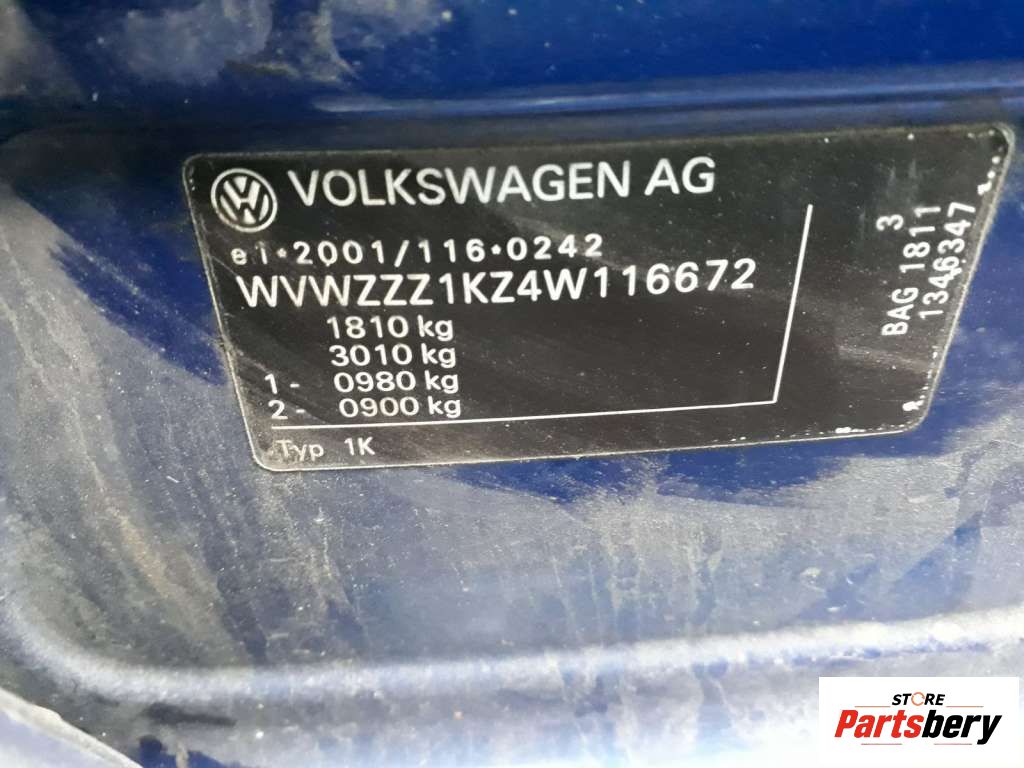 VOLKSWAGEN AG
e1*2001/116*0242
WVWZZZ1KZ4W116672
1810 kg
3010 kg
1- 0980 kg
2- 0900 kg
Typ 1K
3
BAG 1811
1346347
STORE
Partsbery